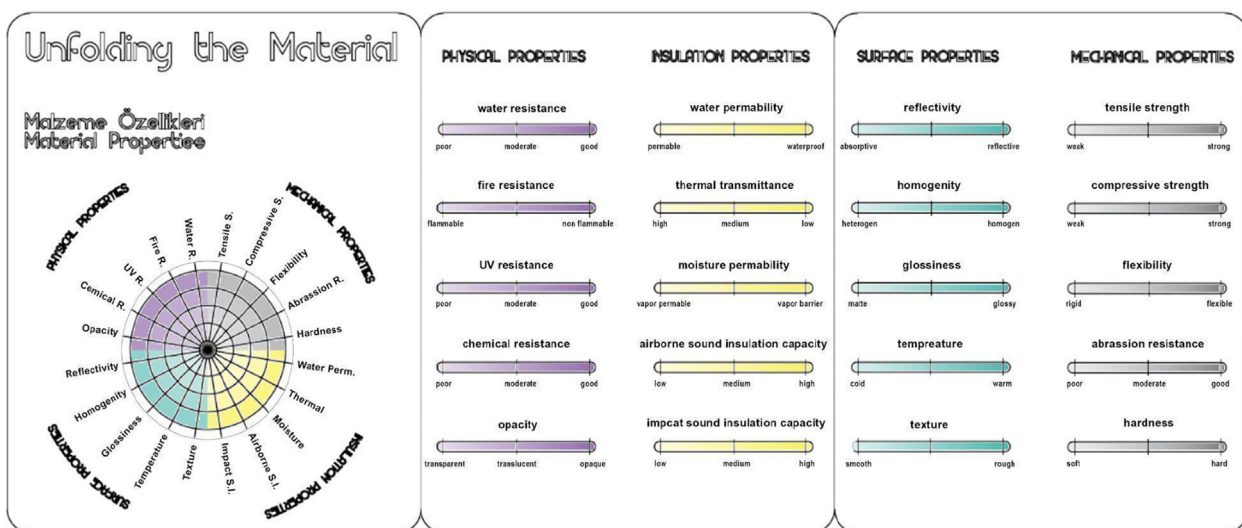 Unfolding the Material
Malzeme Özellikleri
Material Properties
PHYSICAL PROPERTIES
MECHANICAL PROPERTIES
Opacity
Cemical R.
UV R.
Fire R.
Water R.
Tensile S.
Compressive S.
Flexibility
Abrassion R.
Hardness
Reflectivity
Homogenity
Glossiness
Temperature
Texture
Impact S.I.
Airborne S.I.
Moisture
Thermal
Water Perm.
SURFACE PROPERTIES
INSULATION PROPERTIES
PHYSICAL PROPERTIES
water resistance
poor moderate good
fire resistance
flammable non flammable
UV resistance
poor moderate good
chemical resistance
poor moderate good
opacity
transparent translucent opaque
INSULATION PROPERTIES
water permability
permable waterproof
thermal transmittance
high medium low
moisture permability
vapor permable vapor barrier
airborne sound insulation capacity
low medium high
impcat sound insulation capacity
low medium high
SURFACE PROPERTIES
reflectivity
absorptive reflective
homogenity
heterogen homogen
glossiness
matte glossy
tempreature
cold warm
texture
smooth rough
MECHANICAL PROPERTIES
tensile strength
weak strong
compressive strength
weak strong
flexibility
rigid flexible
abrassion resistance
poor moderate good
hardness
soft hard